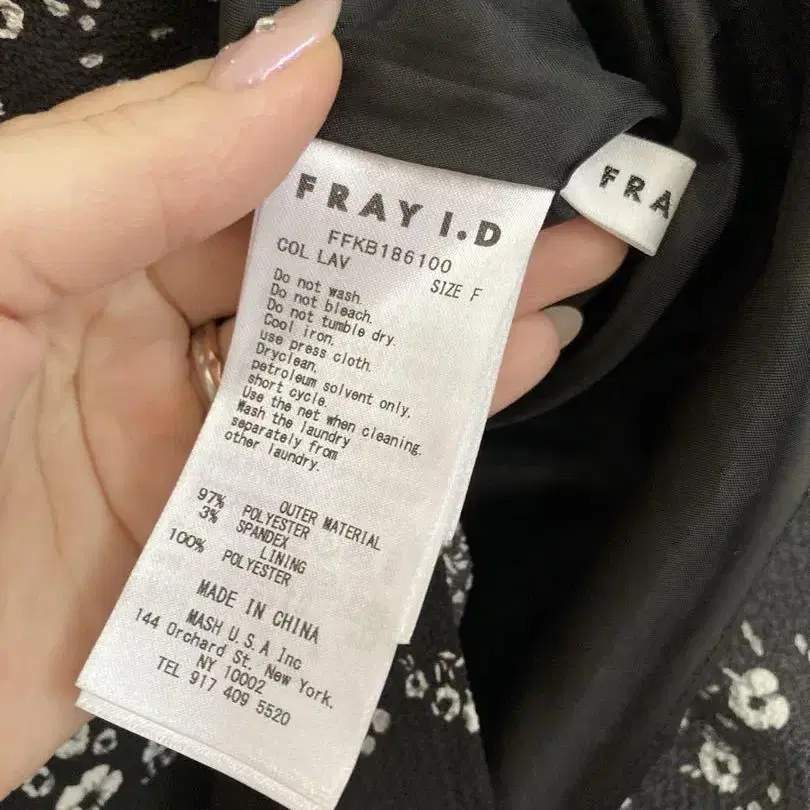 FRAY I.D
FFKB186100
COL LAV
SIZE F
Do not wash.
Do not bleach.
Do not tumble dry.
Cool iron.
use press cloth.
Dryclean.
petroleum solvent only.
short cycle.
Use the net when cleaning.
Wash the laundry
separately from
other laundry.
OUTER MATERIAL
97% POLYESTER
3% SPANDEX
LINING
100% POLYESTER
MADE IN CHINA
MASH U.S.A Inc
144 Orchard St. New York.
NY 10002
TEL 917 409 5520
FRA